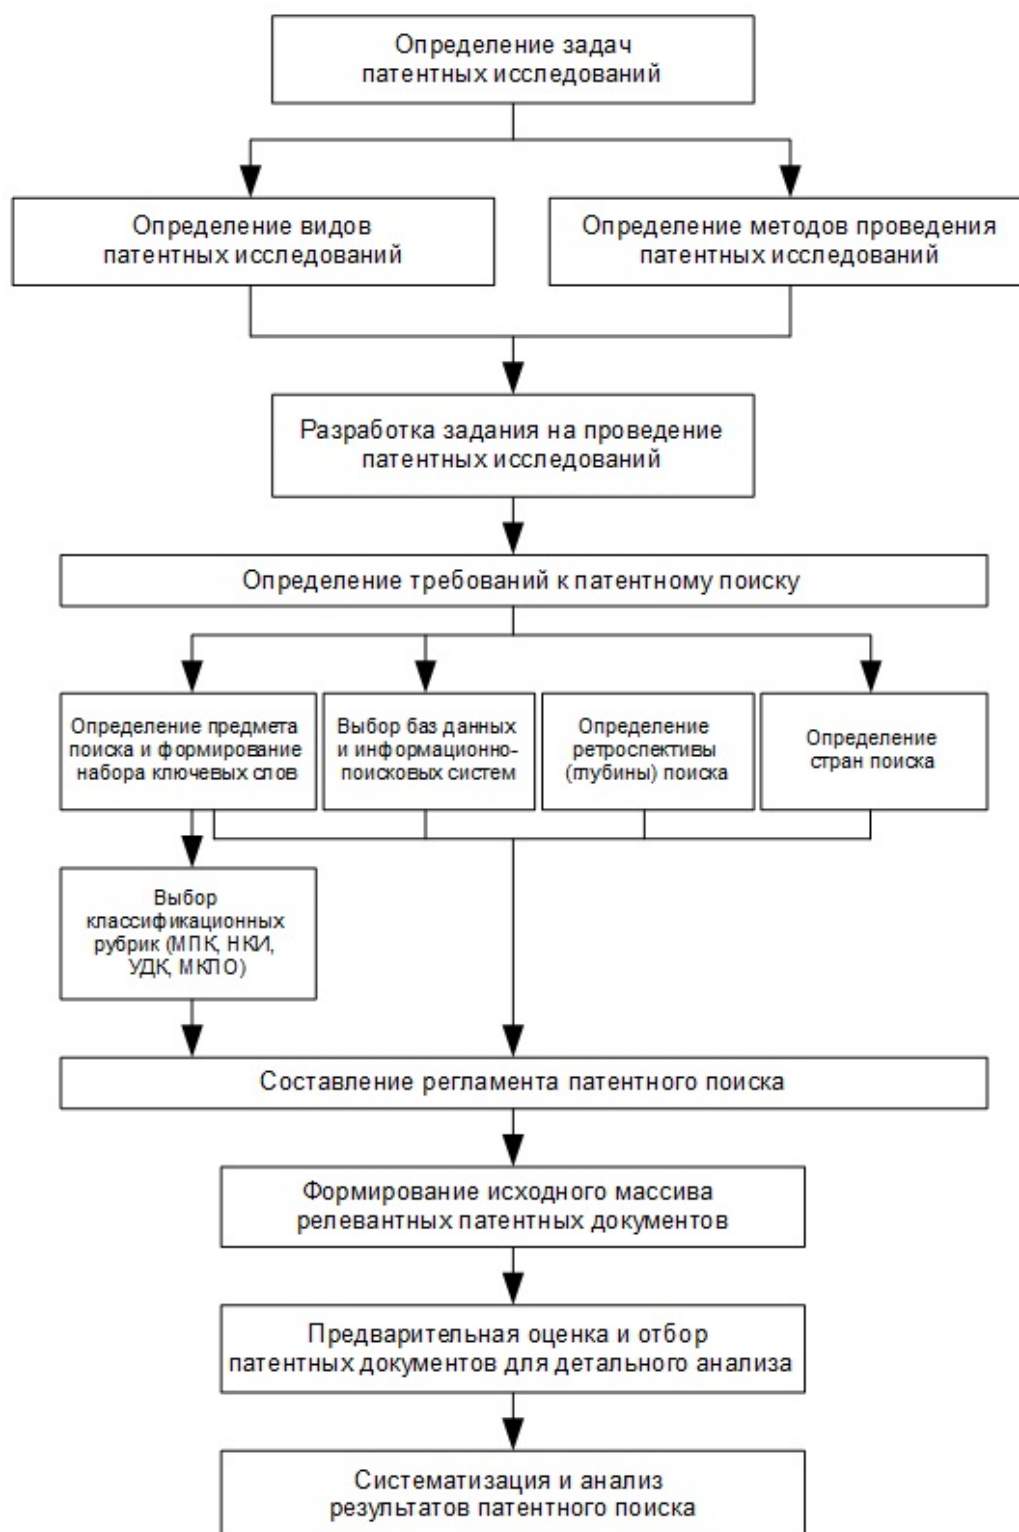 Определение задач
патентных исследований
Определение видов
патентных исследований
Определение методов проведения
патентных исследований
Разработка задания на проведение
патентных исследований
Определение требований к патентному поиску
Определение предмета
поиска и формирование
набора ключевых слов
Выбор баз данных
и информационно-
поисковых систем
Определение
ретроспективы
(глубины) поиска
Определение
стран поиска
Выбор
классификационных
рубрик (МПК, НКИ,
УДК, МКПО)
Составление регламента патентного поиска
Формирование исходного массива
релевантных патентных документов
Предварительная оценка и отбор
патентных документов для детального анализа
Систематизация и анализ
результатов патентного поиска